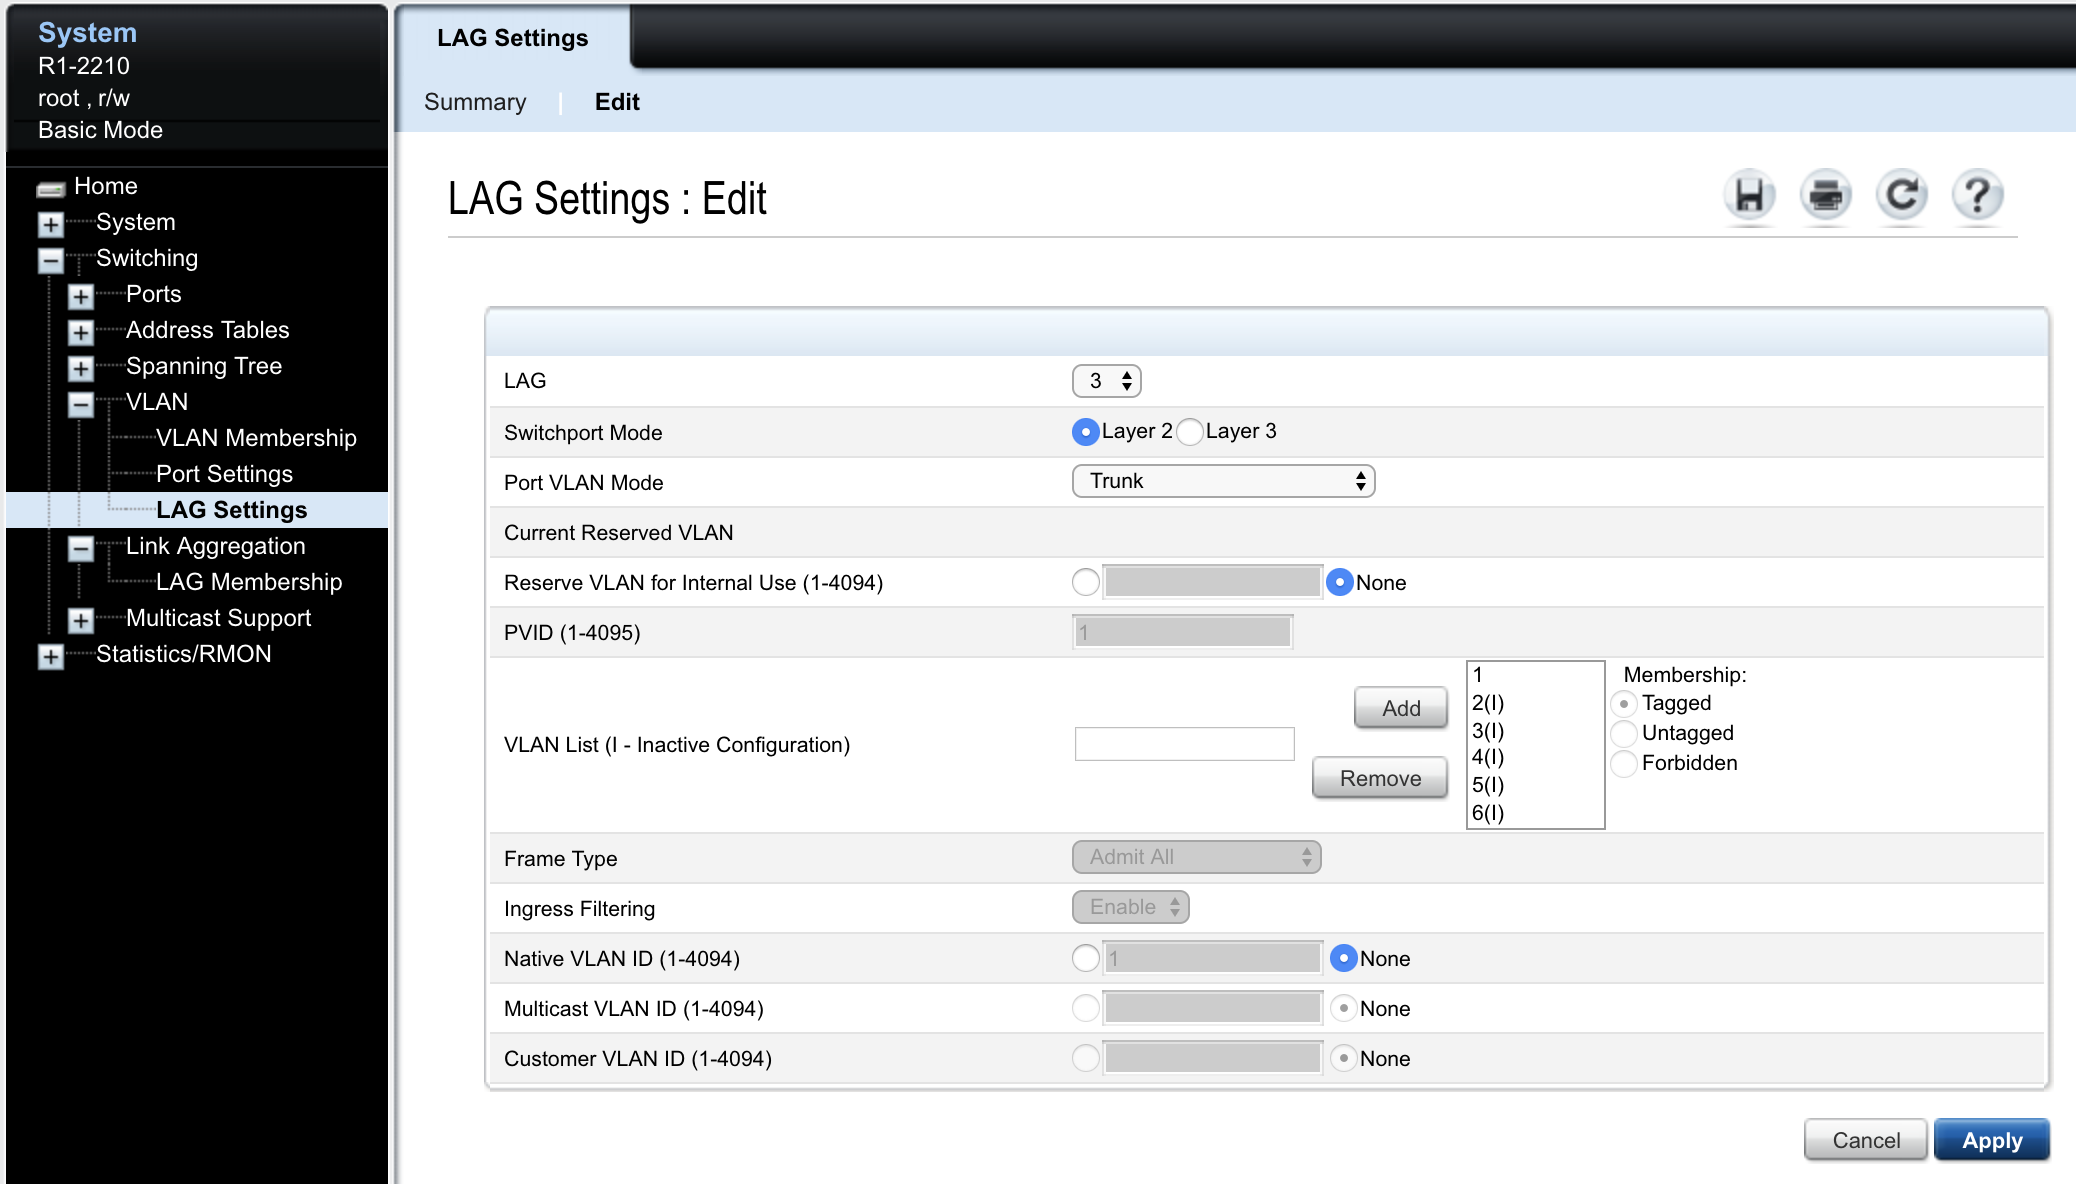 System
R1-2210
root , r/w
Basic Mode
Home
System
Switching
Ports
Address Tables
Spanning Tree
VLAN
VLAN Membership
Port Settings
LAG Settings
Link Aggregation
LAG Membership
Multicast Support
Statistics/RMON
LAG Settings
Summary Edit
LAG Settings : Edit
LAG 3
Switchport Mode Layer 2 Layer 3
Port VLAN Mode Trunk
Current Reserved VLAN
Reserve VLAN for Internal Use (1-4094) None
PVID (1-4095) 1
VLAN List (I - Inactive Configuration)
Add
Remove
1
2(I)
3(I)
4(I)
5(I)
6(I)
Membership:
Tagged
Untagged
Forbidden
Frame Type Admit All
Ingress Filtering Enable
Native VLAN ID (1-4094) 1 None
Multicast VLAN ID (1-4094) None
Customer VLAN ID (1-4094) None
Cancel Apply